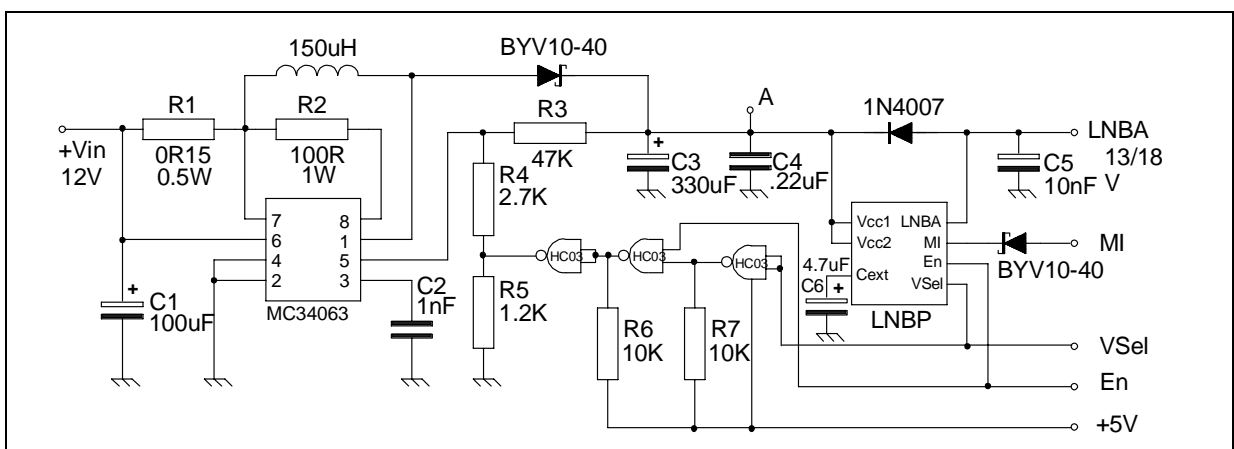 150uH
BYV10-40
R1
0R15
0.5W
R2
100R
1W
+Vin
12V
R3
47K
A
1N4007
LNBA
13/18
V
C3
330uF
+
C4
.22uF
C5
10nF
R4
2.7K
7
6
4
2
8
1
5
3
MC34063
+
C1
100uF
C2
1nF
HC03
HC03
HC03
R5
1.2K
R6
10K
R7
10K
Vcc1
Vcc2
Cext
LNBA
MI
En
VSel
LNBP
4.7uF
C6
+
BYV10-40
MI
VSel
En
+5V